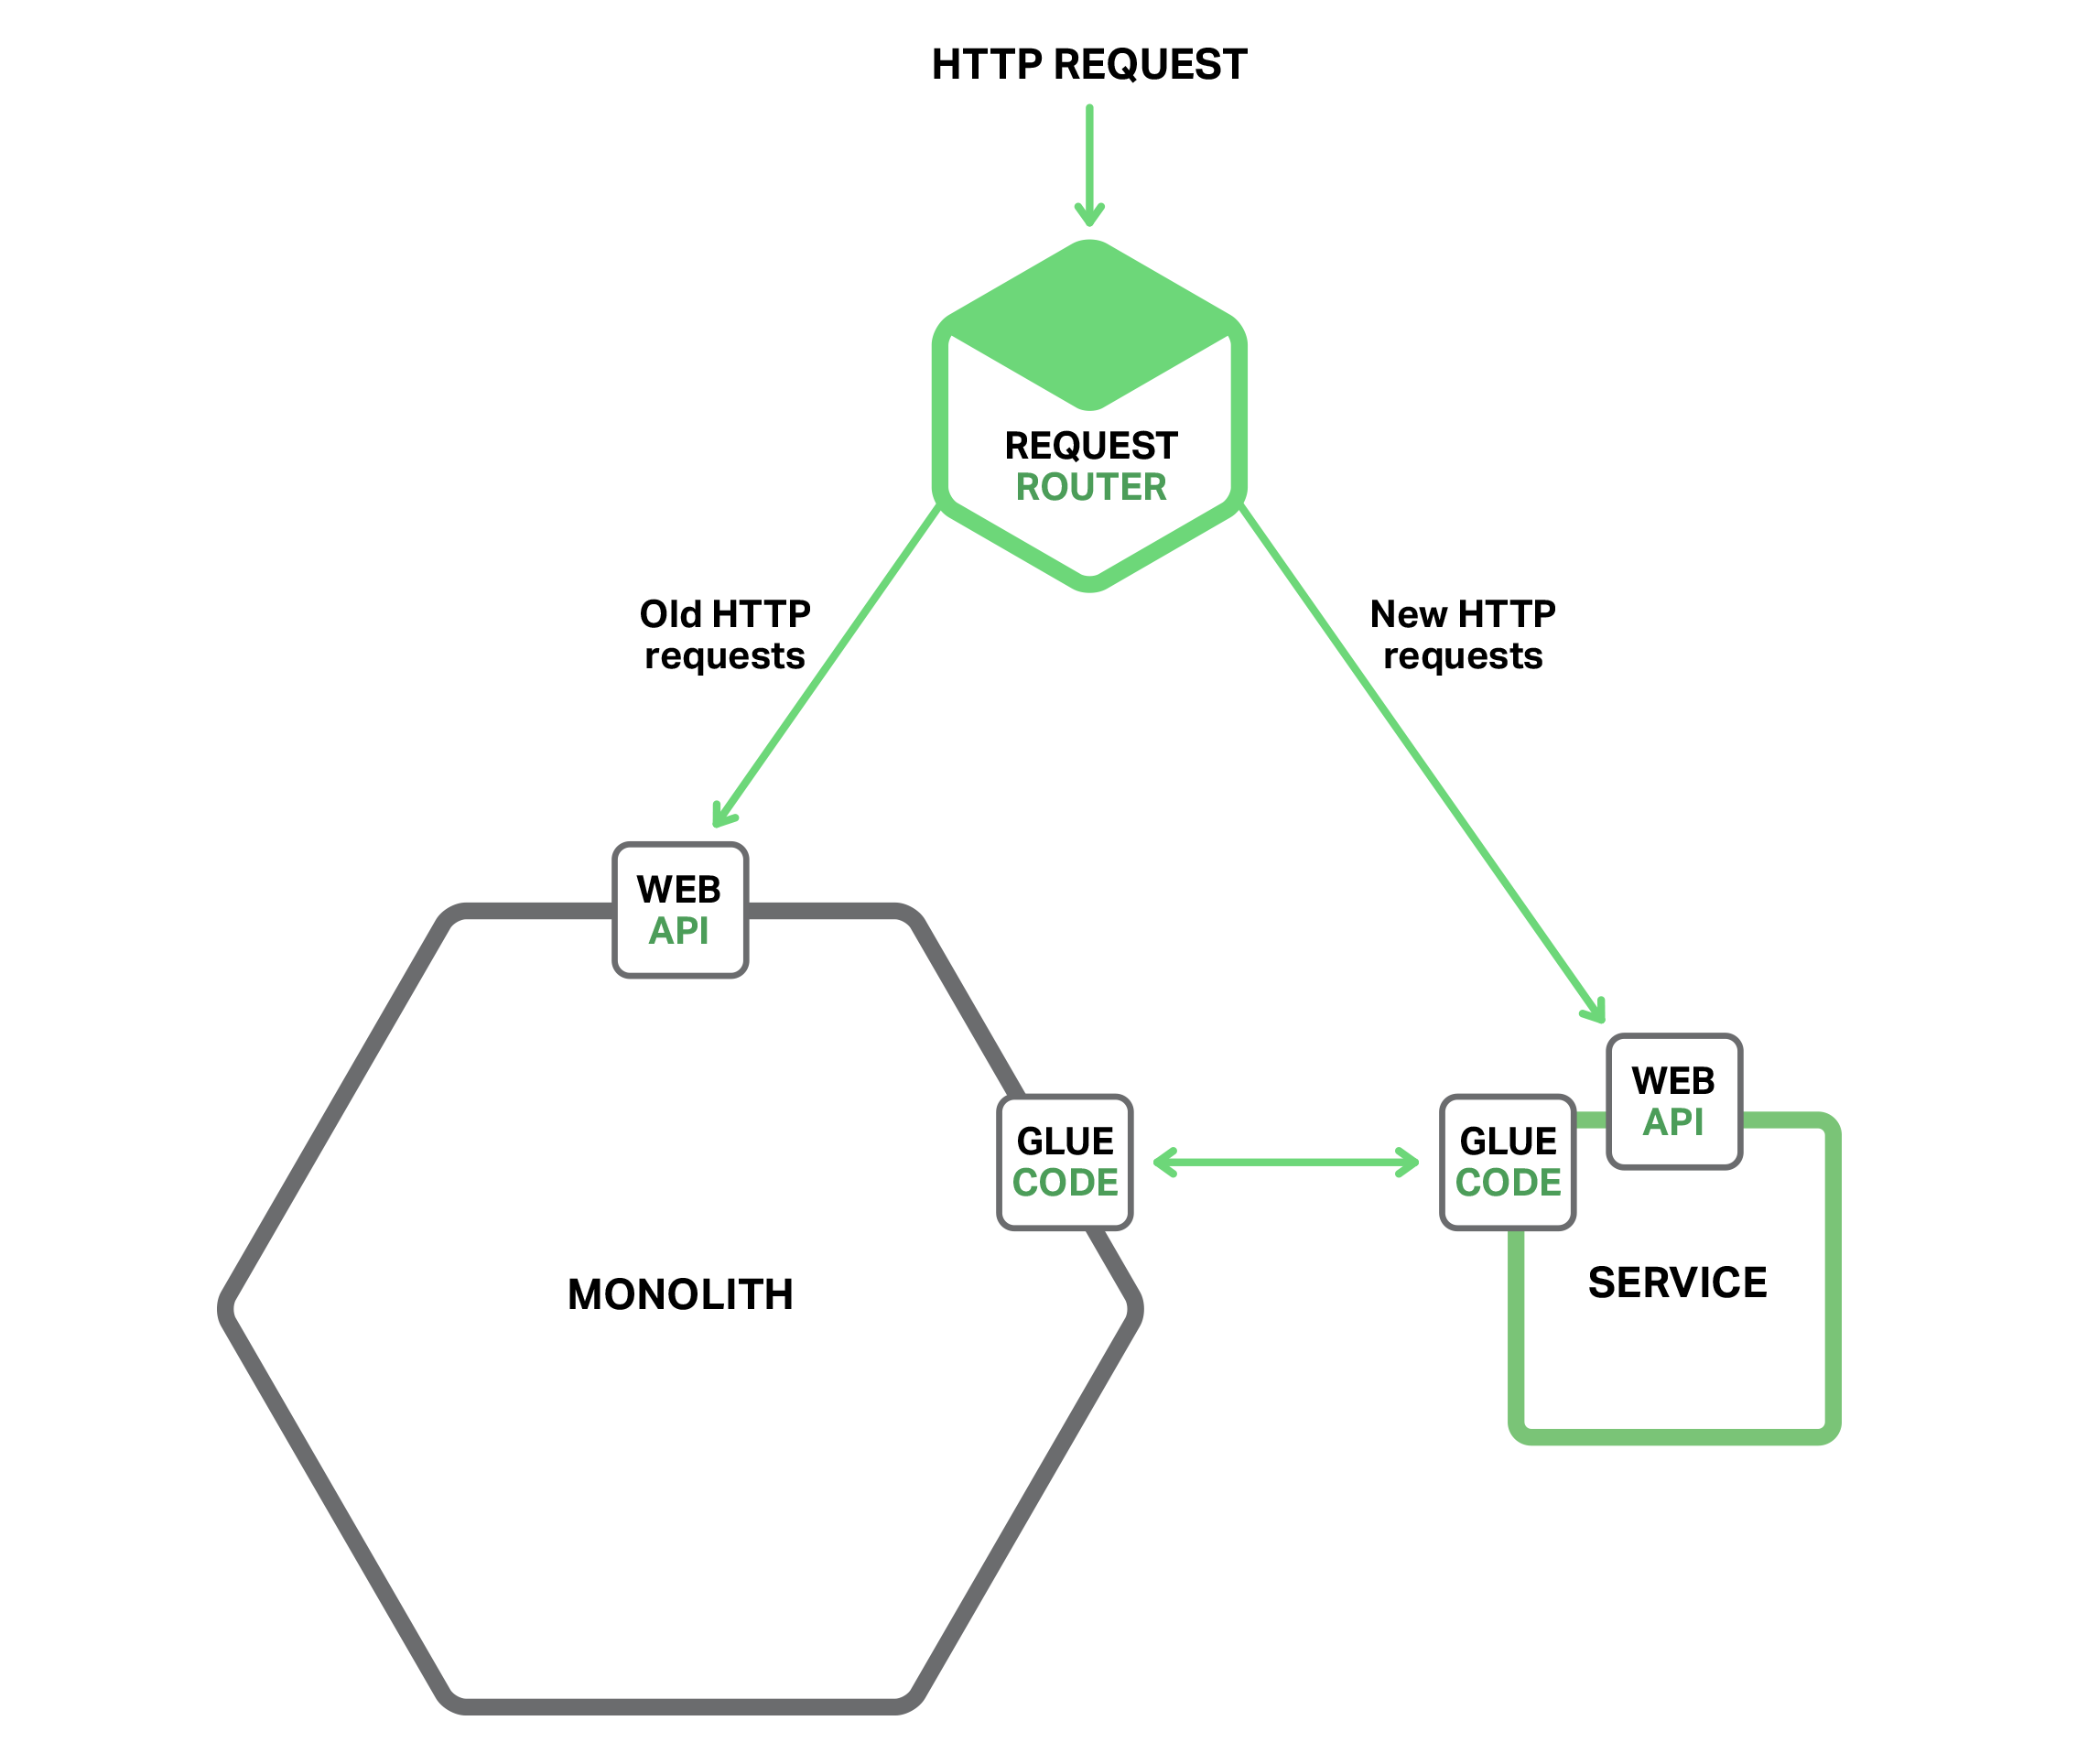 HTTP REQUEST
REQUEST
ROUTER
Old HTTP
requests
New HTTP
requests
WEB
API
WEB
API
GLUE
CODE
GLUE
CODE
MONOLITH
SERVICE